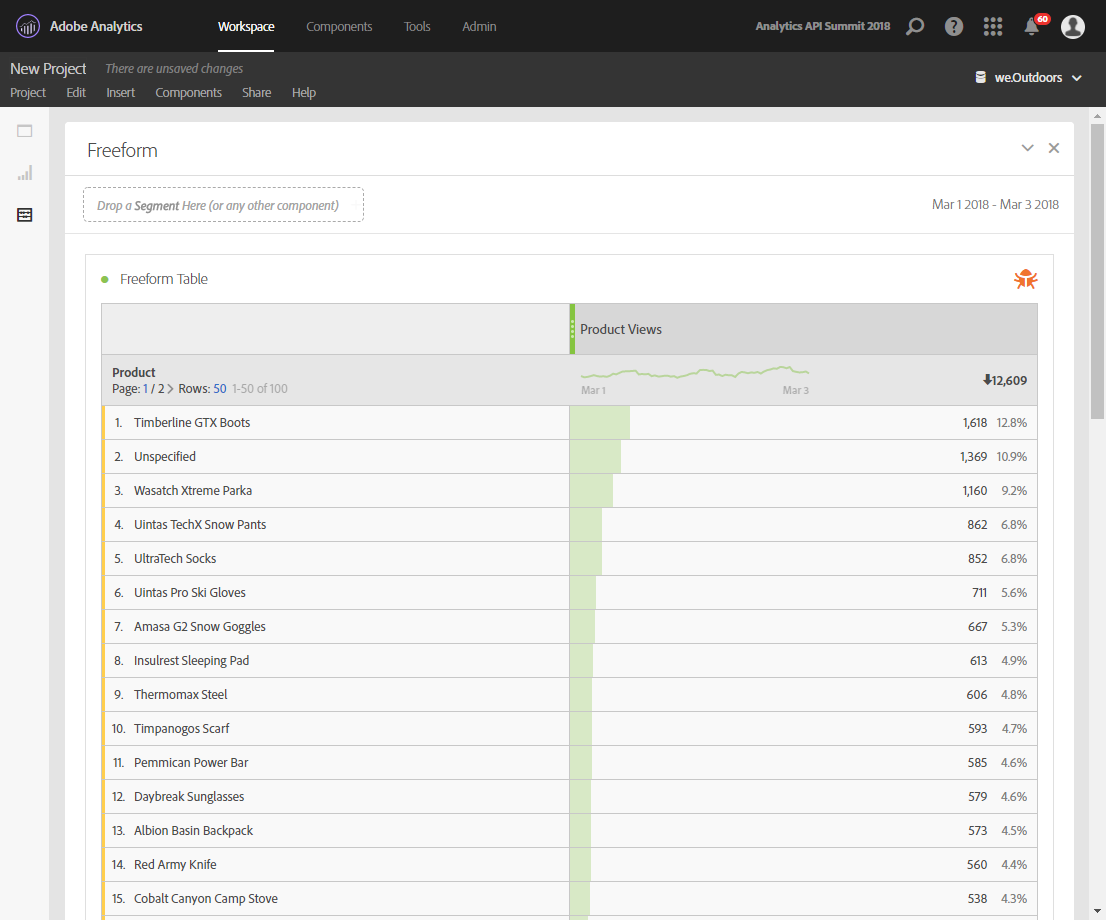 Adobe Analytics Workspace Components Tools Admin Analytics API Summit 2018 ? 60
New Project There are unsaved changes
Project Edit Insert Components Share Help we.Outdoors
Freeform
Drop a Segment Here (or any other component) Mar 1 2018 - Mar 3 2018
Freeform Table
Product Views
Product
Page: 1 / 2 Rows: 50 1-50 of 100
Mar 1 Mar 3
12,609
1. Timberline GTX Boots 1,618 12.8%
2. Unspecified 1,369 10.9%
3. Wasatch Xtreme Parka 1,160 9.2%
4. Uintas TechX Snow Pants 862 6.8%
5. UltraTech Socks 852 6.8%
6. Uintas Pro Ski Gloves 711 5.6%
7. Amasa G2 Snow Goggles 667 5.3%
8. Insulrest Sleeping Pad 613 4.9%
9. Thermomax Steel 606 4.8%
10. Timpanogos Scarf 593 4.7%
11. Pemmican Power Bar 585 4.6%
12. Daybreak Sunglasses 579 4.6%
13. Albion Basin Backpack 573 4.5%
14. Red Army Knife 560 4.4%
15. Cobalt Canyon Camp Stove 538 4.3%